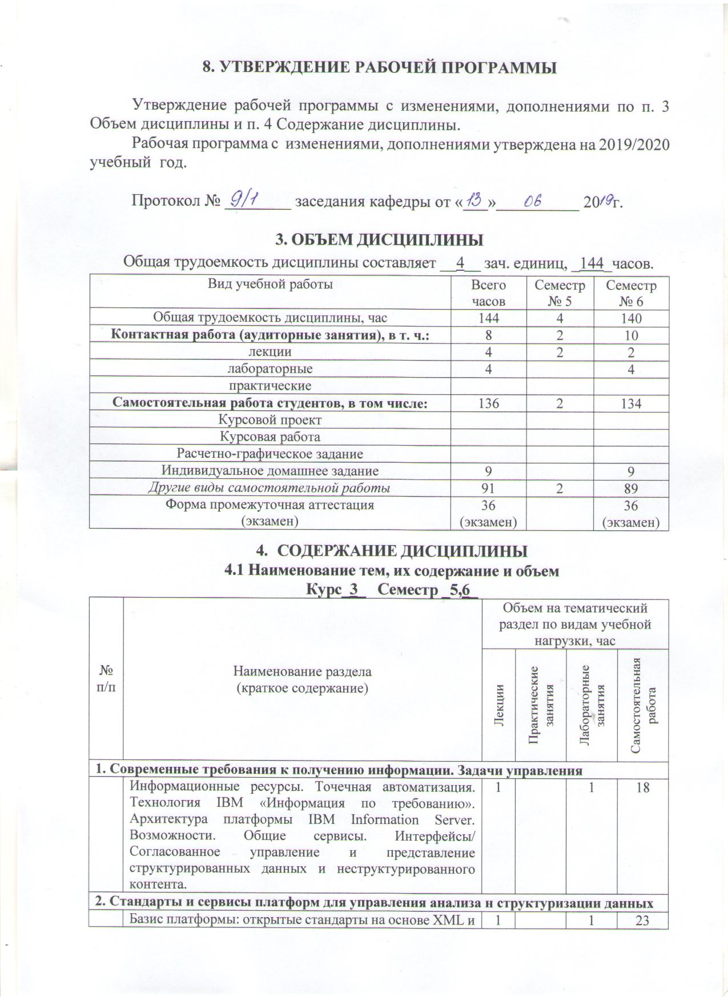 8. УТВЕРЖДЕНИЕ РАБОЧЕЙ ПРОГРАММЫ
Утверждение рабочей программы с изменениями, дополнениями по п. 3
Объем дисциплины и п. 4 Содержание дисциплины.
Рабочая программа с изменениями, дополнениями утверждена на 2019/2020
учебный год.
Протокол № 9/1 заседания кафедры от «13» 06 2019г.
3. ОБЪЕМ ДИСЦИПЛИНЫ
Общая трудоемкость дисциплины составляет __4__ зач. единиц, _144_часов.
Вид учебной работы Всего часов Семестр № 5 Семестр № 6
Общая трудоемкость дисциплины, час 144 4 140
Контактная работа (аудиторные занятия), в т. ч.: 8 2 10
лекции 4 2 2
лабораторные 4 4
практические
Самостоятельная работа студентов, в том числе: 136 2 134
Курсовой проект
Курсовая работа
Расчетно-графическое задание
Индивидуальное домашнее задание 9 9
Другие виды самостоятельной работы 91 2 89
Форма промежуточная аттестация 36 36
(экзамен) (экзамен) (экзамен)
4. СОДЕРЖАНИЕ ДИСЦИПЛИНЫ
4.1 Наименование тем, их содержание и объем
Курс_3_ Семестр _5,6_
№ п/п
Наименование раздела
(краткое содержание)
Объем на тематический
раздел по видам учебной
нагрузки, час
Лекции
Практические занятия
Лабораторные занятия
Самостоятельная работа
1. Современные требования к получению информации. Задачи управления
Информационные ресурсы. Точечная автоматизация. 1 1 18
Технология IBM «Информация по требованию».
Архитектура платформы IBM Information Server.
Возможности. Общие сервисы. Интерфейсы/
Согласованное управление и представление
структурированных данных и неструктурированного
контента.
2. Стандарты и сервисы платформ для управления анализа н структуризации данных
Базис платформы: открытые стандарты на основе XML и 1 1 23